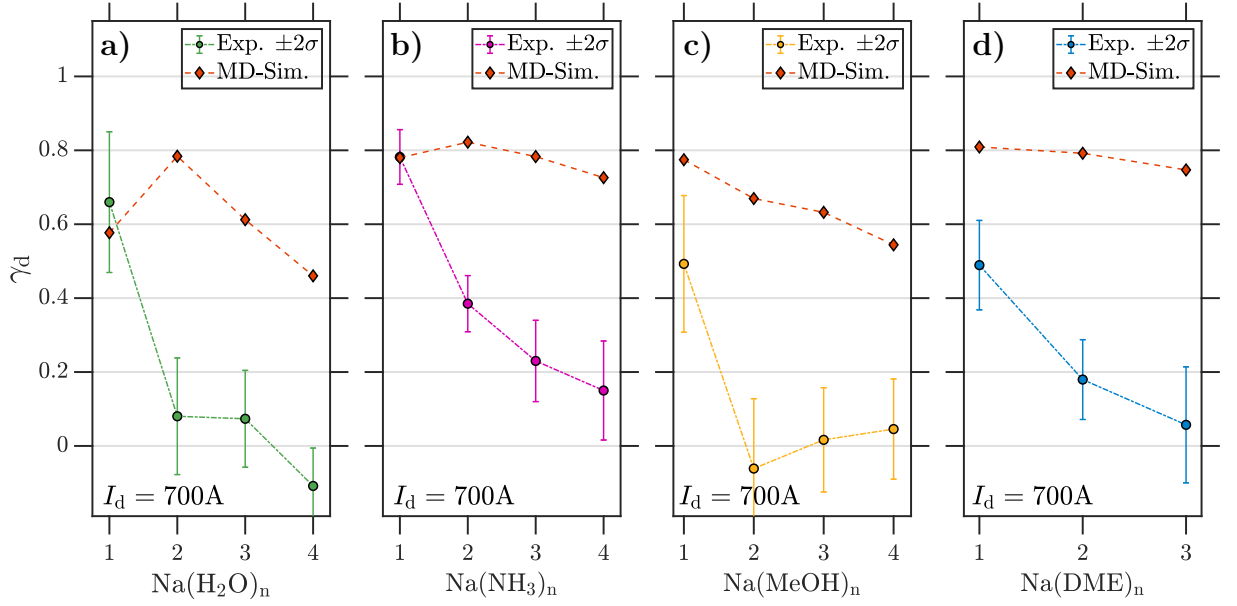 a)
Exp. ±2σ
MD-Sim.
b)
Exp. ±2σ
MD-Sim.
c)
Exp. ±2σ
MD-Sim.
d)
Exp. ±2σ
MD-Sim.
1
0.8
0.6
0.4
0.2
0
γd
Id = 700A
Id = 700A
Id = 700A
Id = 700A
1 2 3 4
1 2 3 4
1 2 3 4
1 2 3
Na(H₂O)n
Na(NH₃)n
Na(MeOH)n
Na(DME)n